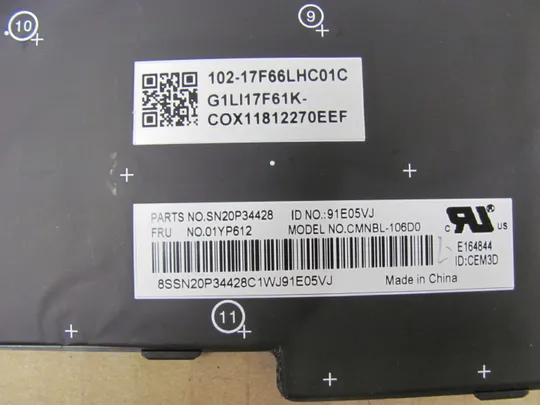 10
9
102-17F66LHC01C
G1LI17F61K-
COX11812270EEF
PARTS NO.SN20P34428 ID NO.:91E05VJ
FRU NO.01YP612 MODEL NO.CMNBL-106D0
C US
E164844
ID:CEM3D
8SSN20P34428C1WJ91E05VJ Made in China
11